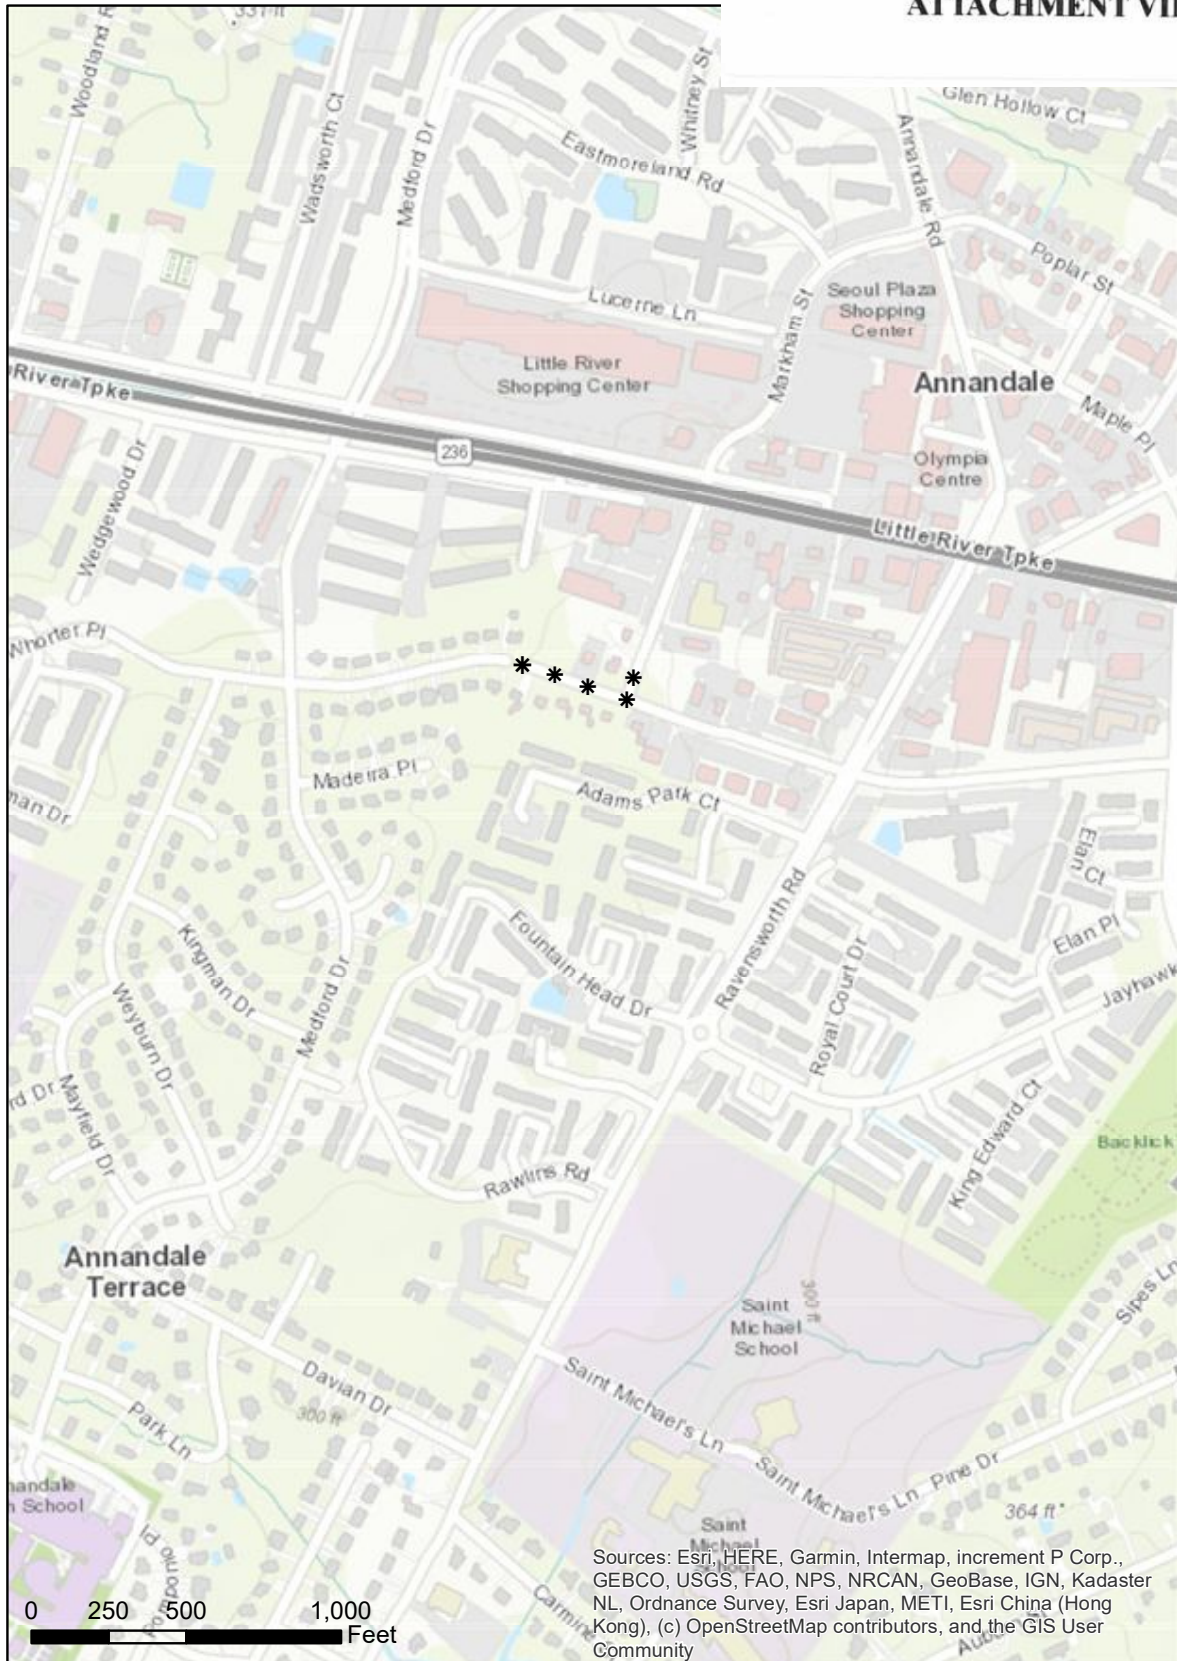 331 ft
Glen Hollow Ct
Whitney St
Annandale Rd
Wadsworth Ct
Medford Dr
Eastmoreland Rd
Poplar St
Lucerne Ln
Markham St
Seoul Plaza
Shopping
Center
Little River
Shopping Center
Annandale
River Tpke
Maple Pl
236
Olympia
Centre
Wedgewood Dr
Little River Tpke
Madeira Pl
Adams Park Ct
Elan Ct
Ravensworth Rd
Elan Pl
Kingman Dr
Fountain Head Dr
Royal Court Dr
Jayhawk
Weyburn Dr
Medford Dr
Mayfield Dr
rd Dr
King Edward Ct
Backlick
Rawlins Rd
Annandale
Terrace
300 ft
Saint
Michael
School
Sipes Ln
Saint Michael's Ln
Davian Dr
300 ft
Park Ln
Saint Michael's Ln
Pine Dr
364 ft
Saint
Michael
School
Sources: Esri, HERE, Garmin, Intermap, increment P Corp.,
GEBCO, USGS, FAO, NPS, NRCAN, GeoBase, IGN, Kadaster
NL, Ordnance Survey, Esri Japan, METI, Esri China (Hong
Kong), (c) OpenStreetMap contributors, and the GIS User
Community
0 250 500 1,000
Feet